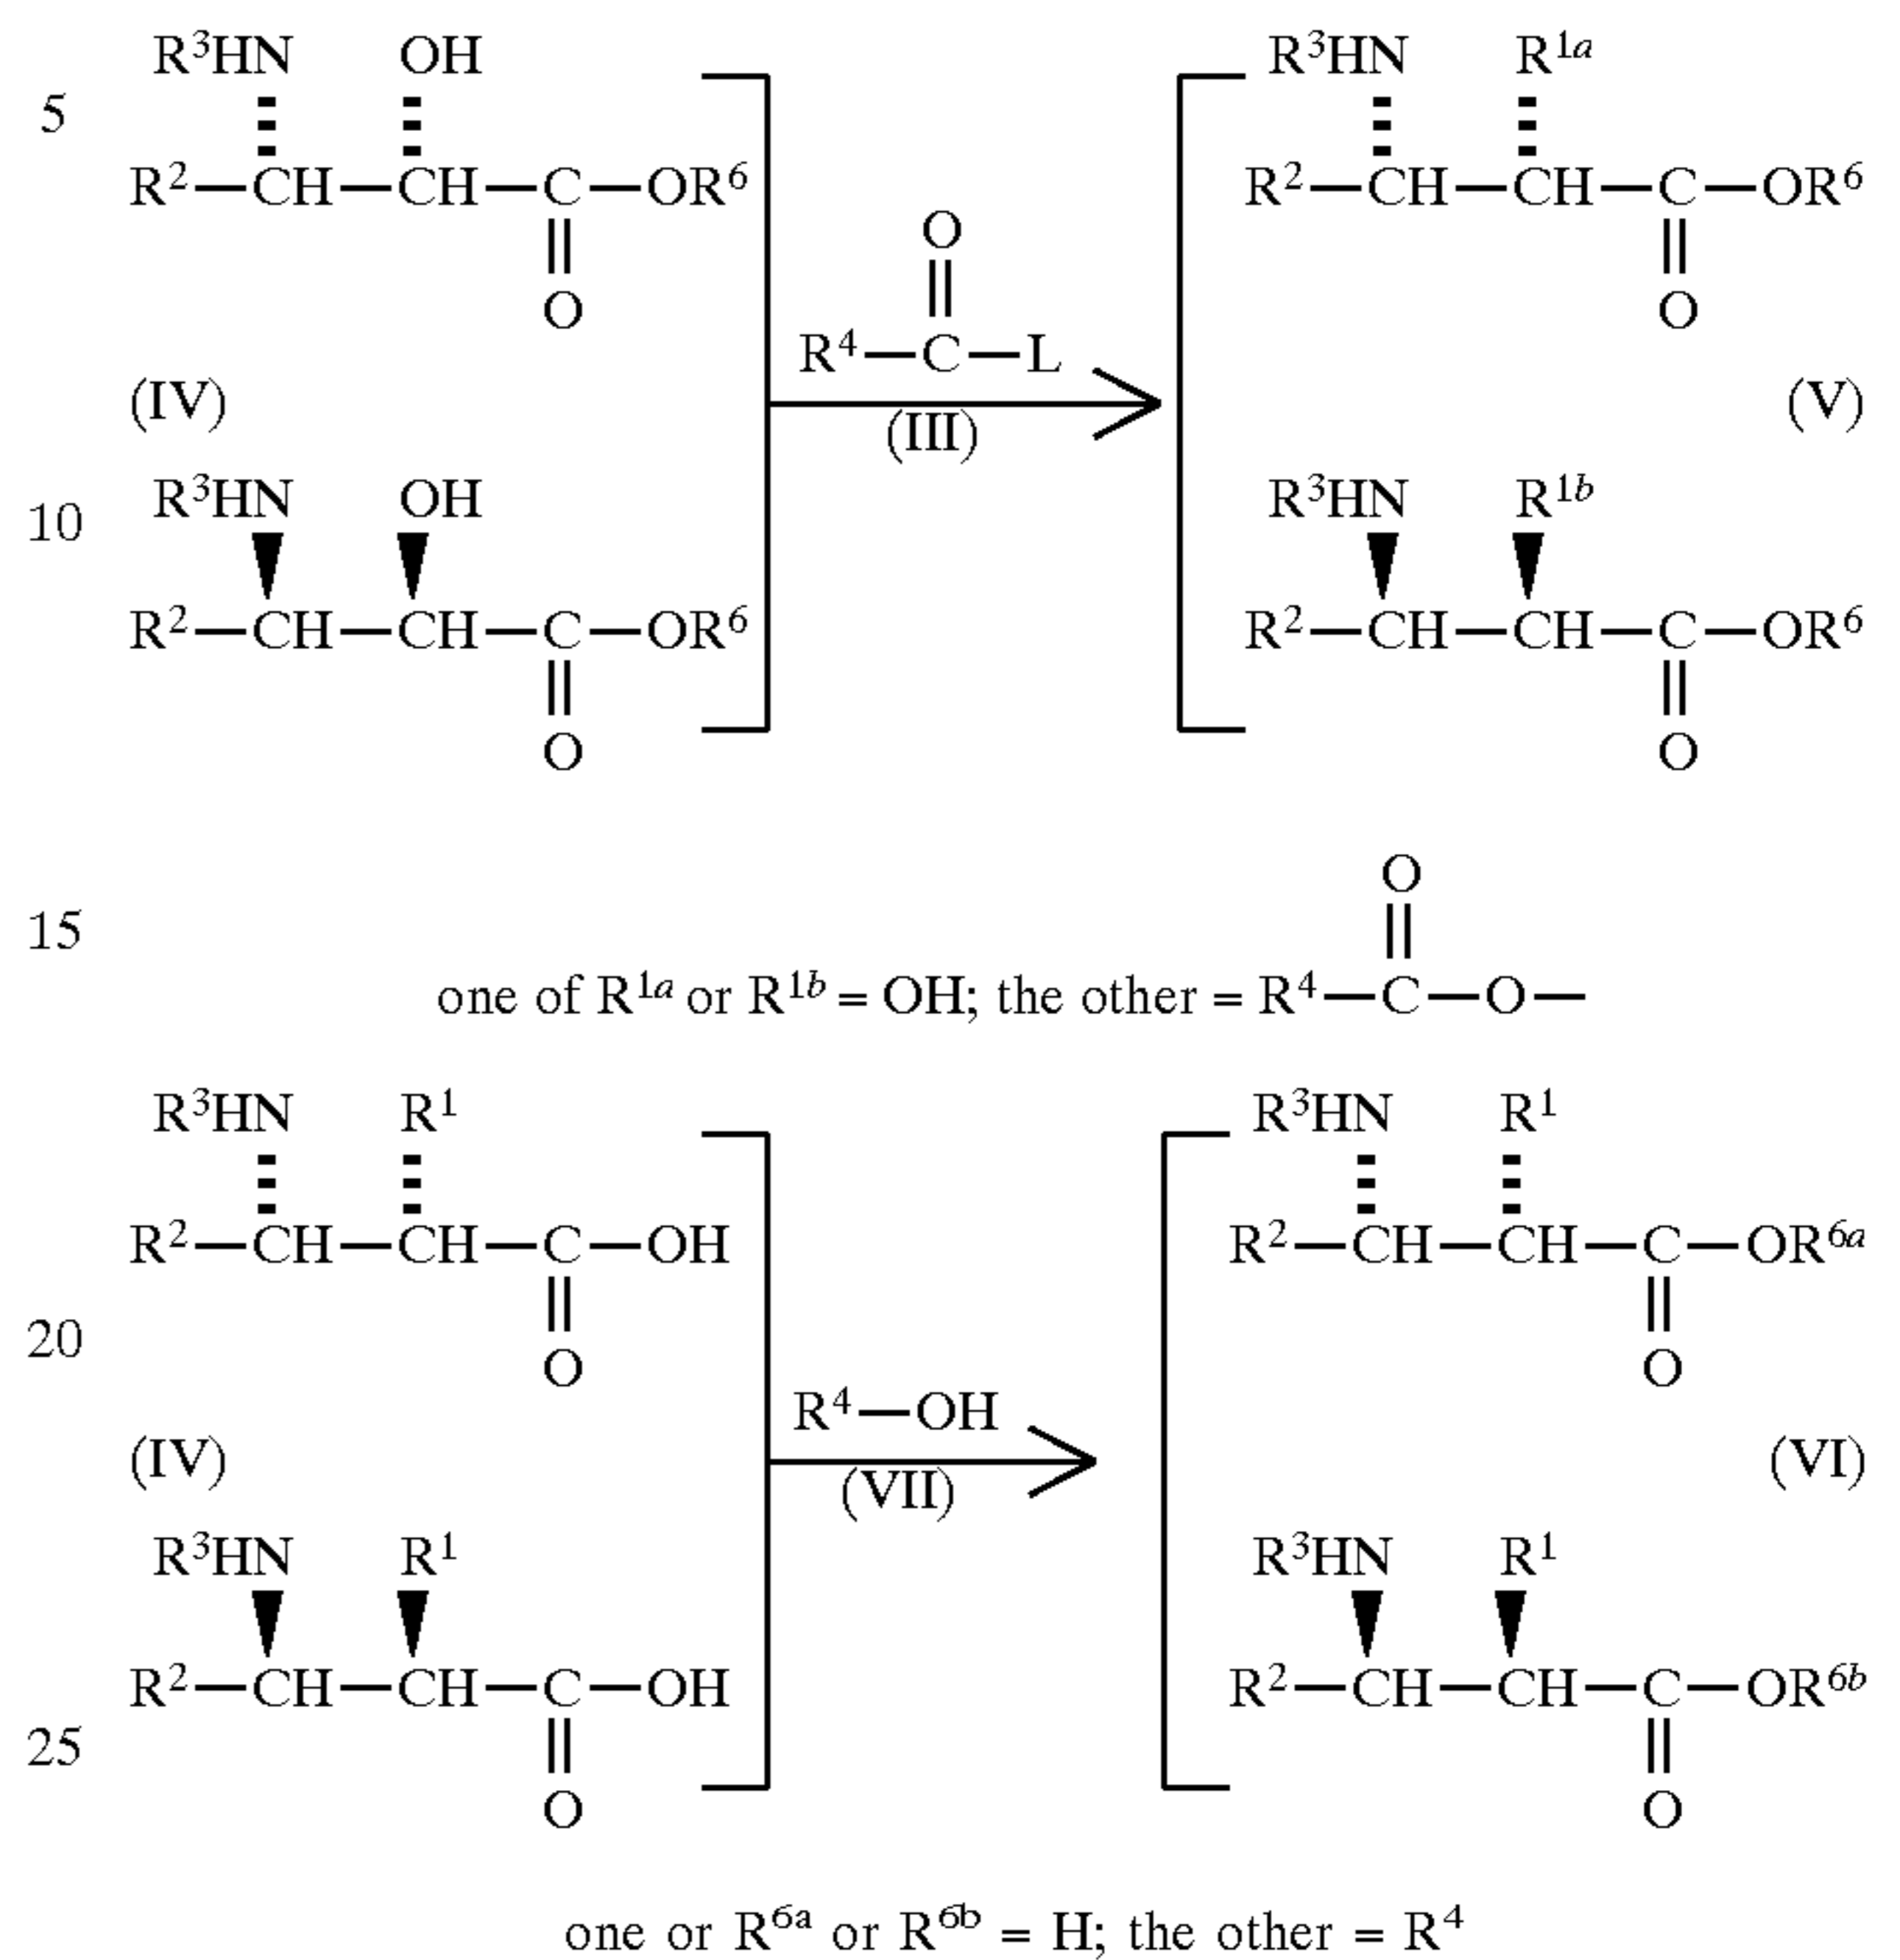 R³HN OH R³HN R¹ᵃ
5
R²—CH—CH—C—OR⁶ R²—CH—CH—C—OR⁶
O
O O
R⁴—C—L
(IV) (III) (V)
R³HN OH R³HN R¹ᵇ
10
R²—CH—CH—C—OR⁶ R²—CH—CH—C—OR⁶
O O
O
15
one of R¹ᵃ or R¹ᵇ = OH; the other = R⁴—C—O—
R³HN R¹ R³HN R¹
R²—CH—CH—C—OH R²—CH—CH—C—OR⁶ᵃ
20
O O
R⁴—OH
(IV) (VII) (VI)
R³HN R¹ R³HN R¹
R²—CH—CH—C—OH R²—CH—CH—C—OR⁶ᵇ
25
O O
one or R⁶ᵃ or R⁶ᵇ = H; the other = R⁴